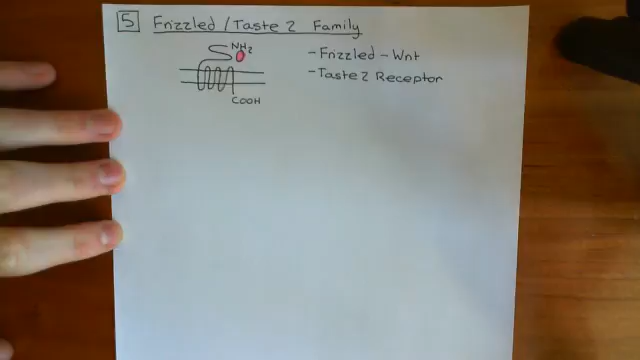 5 Frizzled / Taste 2 Family
NH2
- Frizzled - Wnt
- Taste 2 Receptor
COOH